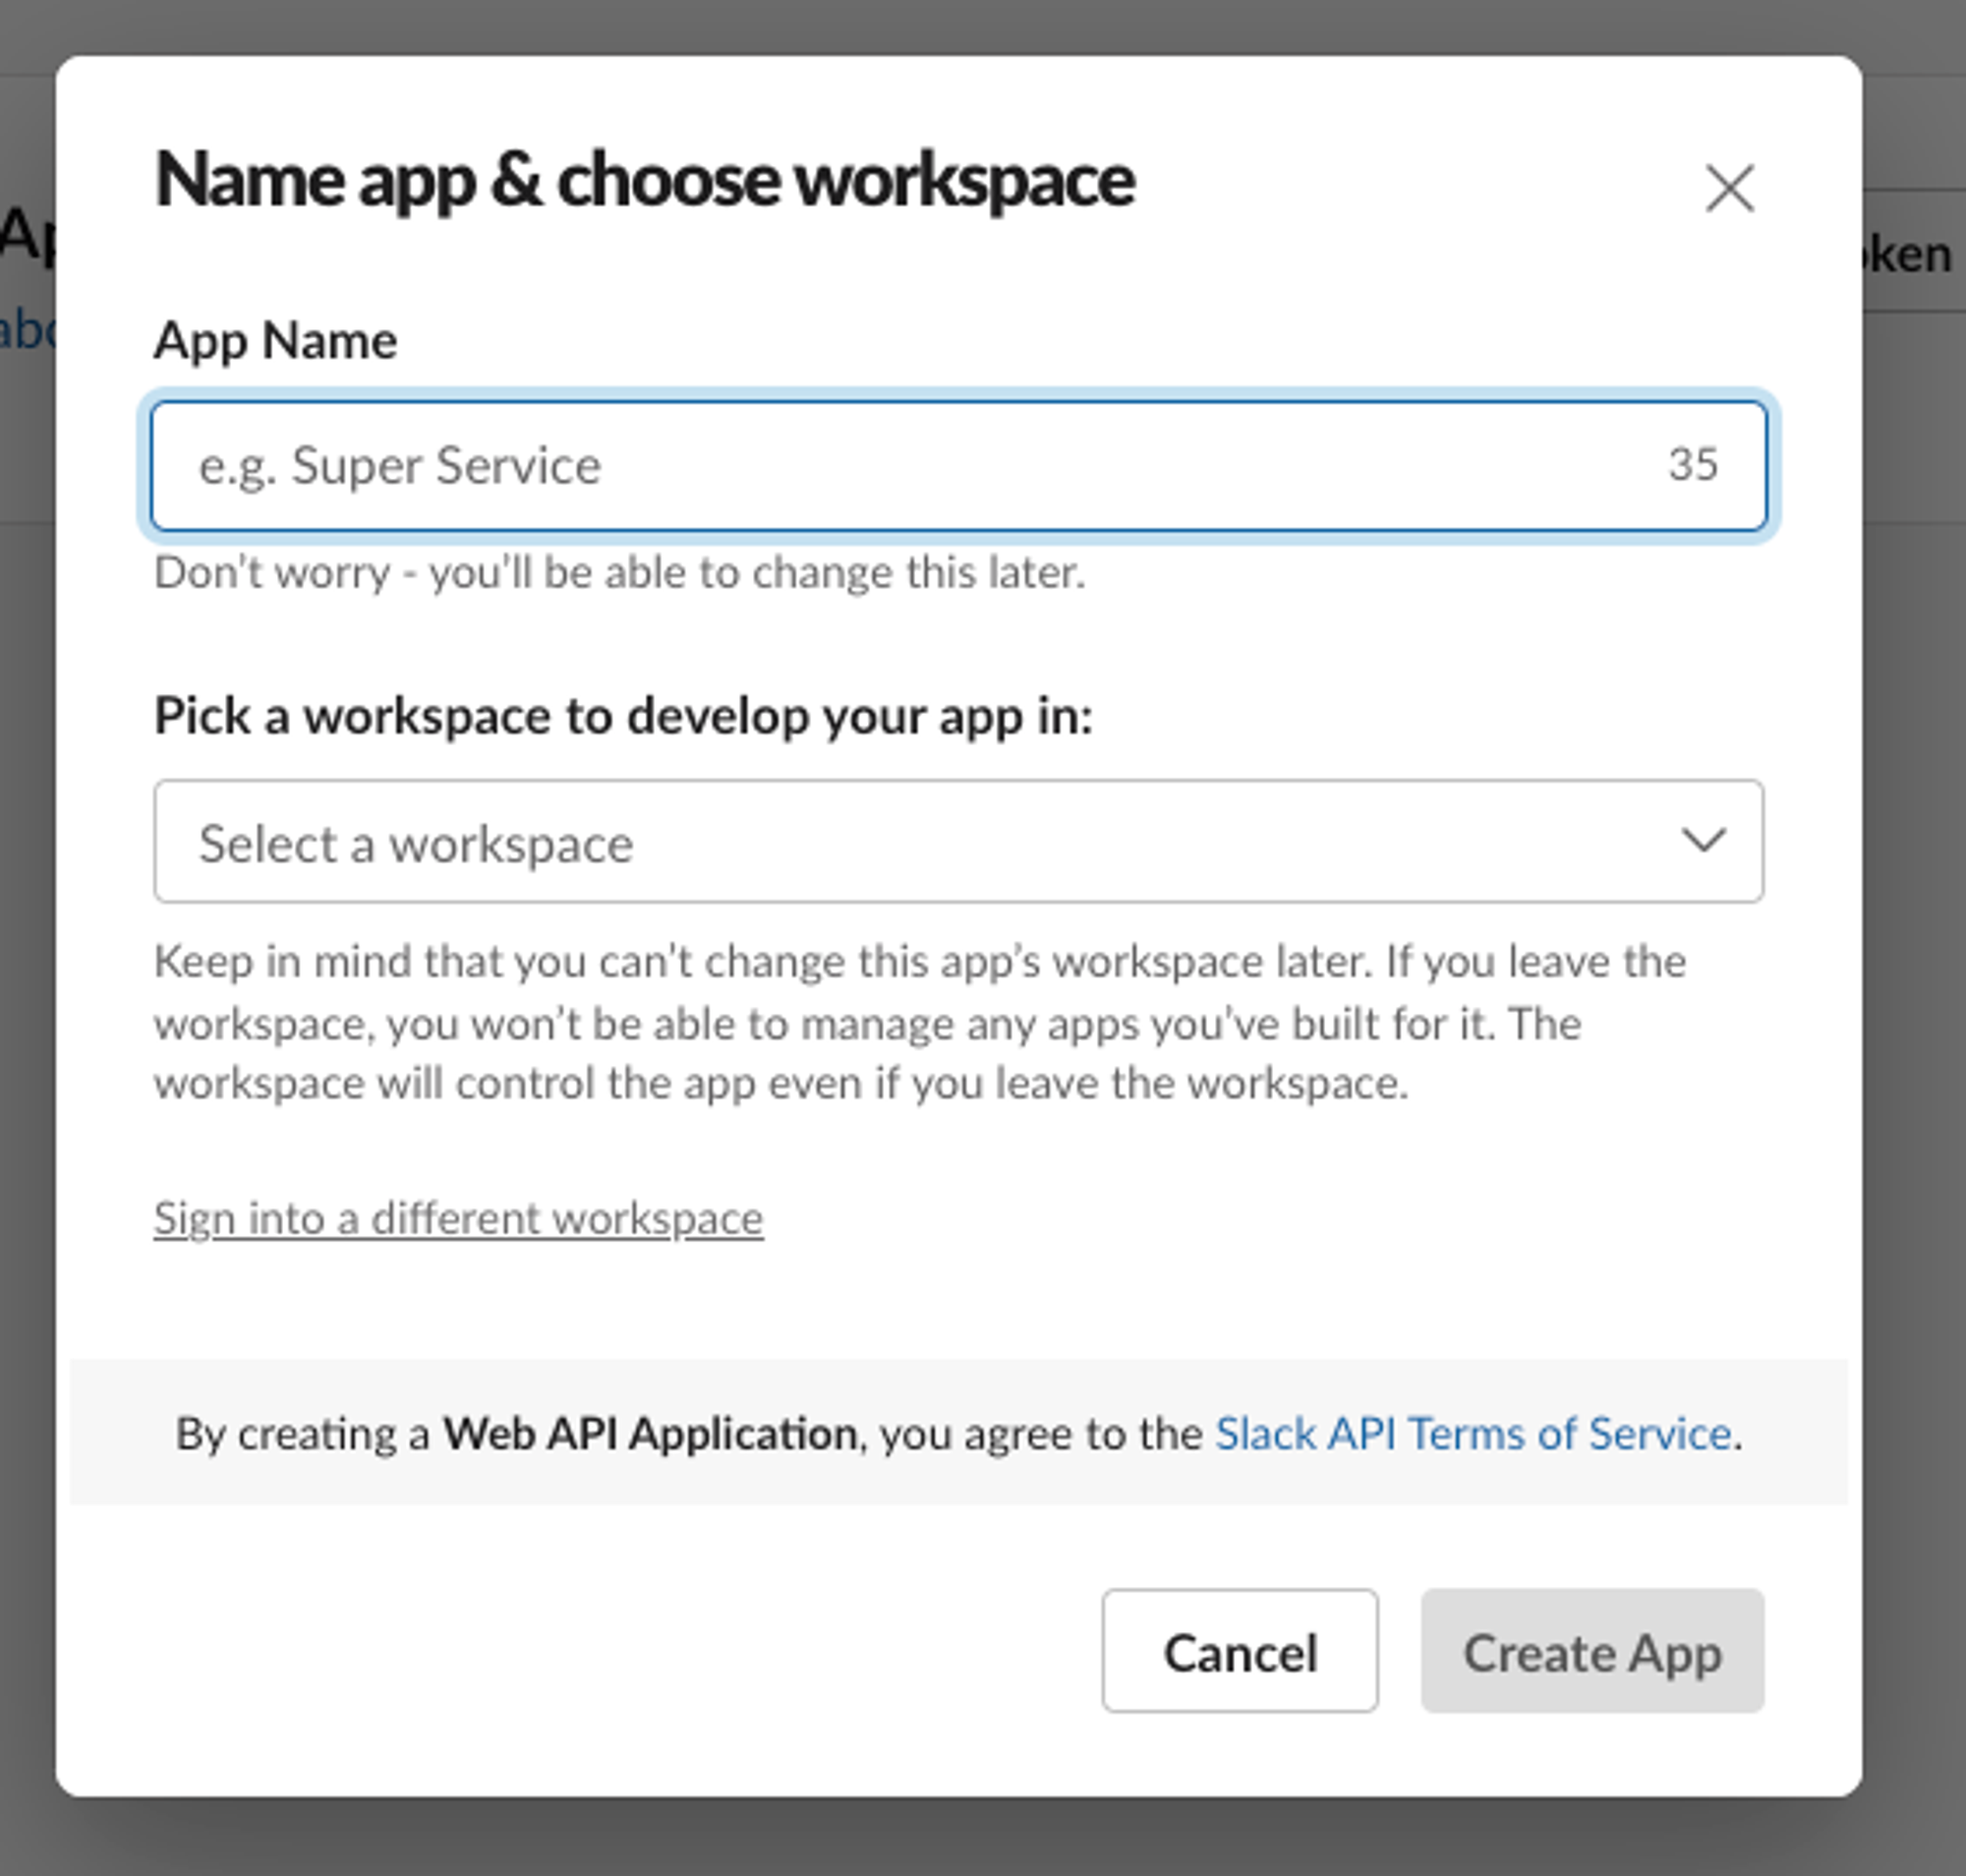 Name app & choose workspace
App Name
e.g. Super Service 35
Don't worry - you'll be able to change this later.
Pick a workspace to develop your app in:
Select a workspace
Keep in mind that you can't change this app's workspace later. If you leave the
workspace, you won't be able to manage any apps you've built for it. The
workspace will control the app even if you leave the workspace.
Sign into a different workspace
By creating a Web API Application, you agree to the Slack API Terms of Service.
Cancel Create App